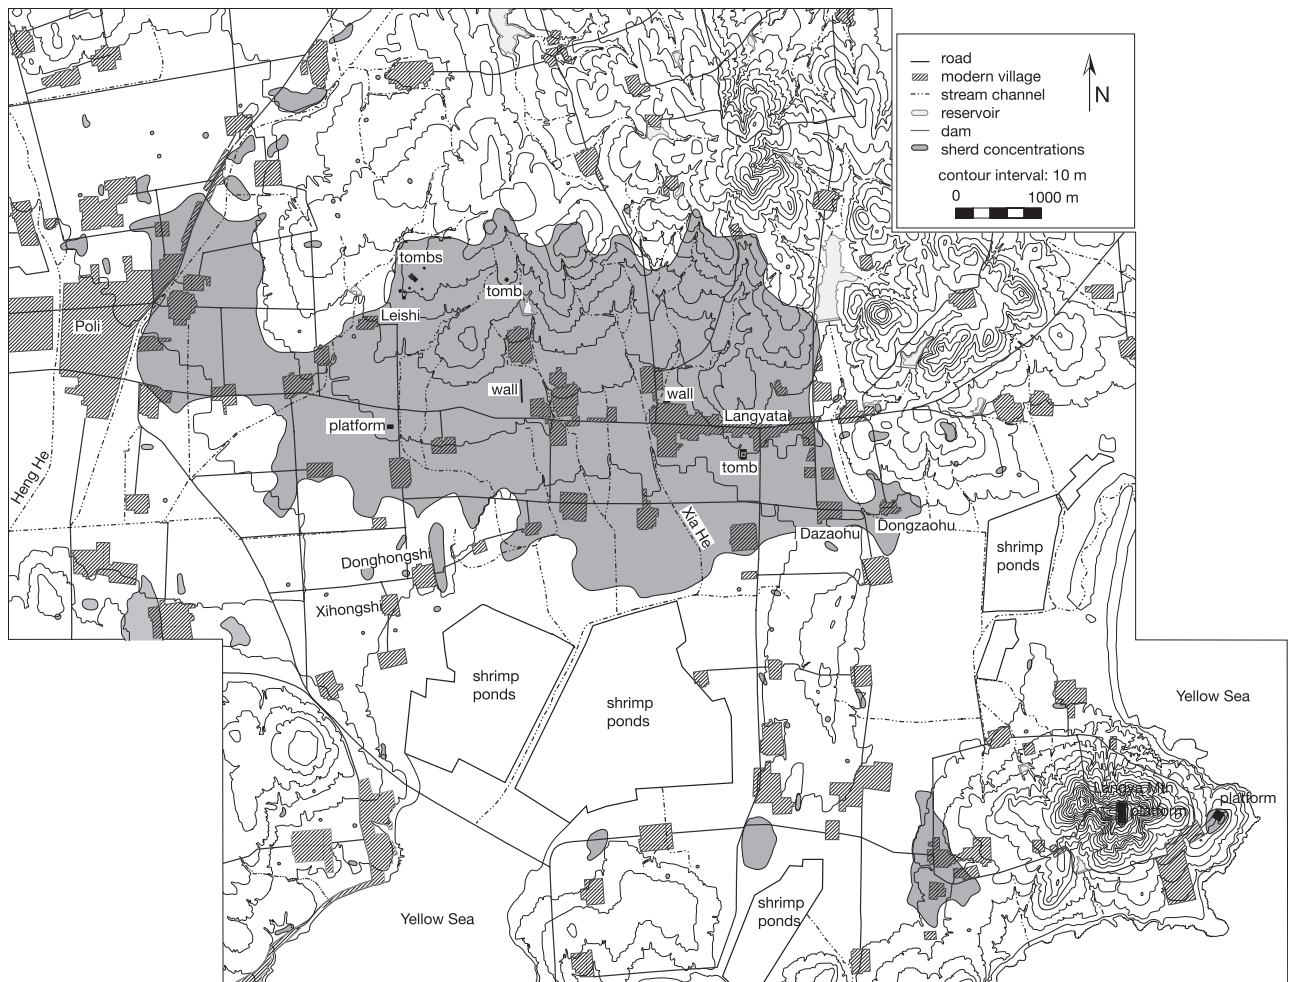 road
modern village
stream channel
reservoir
dam
sherd concentrations
contour interval: 10 m
0 1000 m
N
tombs
tomb
Leishi
Poli
wall
wall
platform
Langyatai
tomb
Heng He
Xia He
Dazaohu
Dongzaohu
Donghongshi
Xihongshi
shrimp
ponds
shrimp
ponds
shrimp
ponds
Yellow Sea
Langya Mtn
platform
platform
Yellow Sea
shrimp
ponds